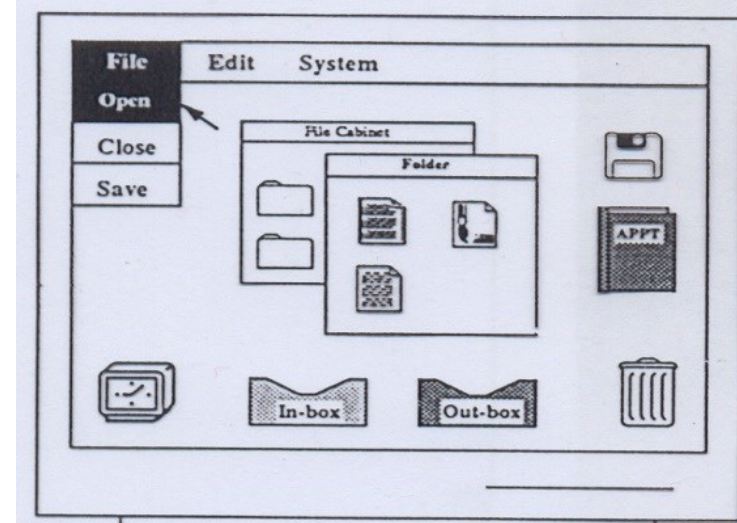 File Edit System
Open
Close
Save
File Cabinet
Folder
APPT
In-box Out-box